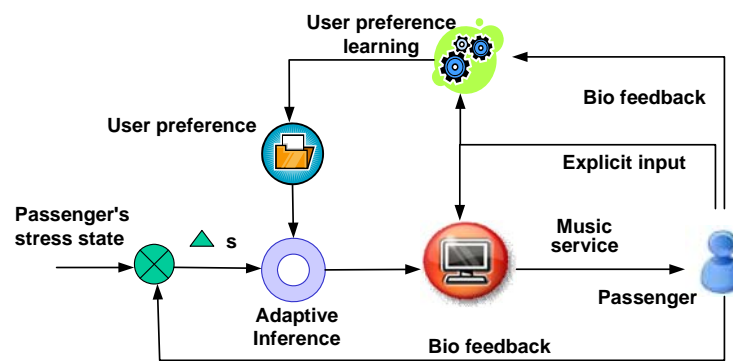 User preference
learning
Bio feedback
User preference
Explicit input
Passenger's
stress state
s
Music
service
Adaptive
Inference
Passenger
Bio feedback